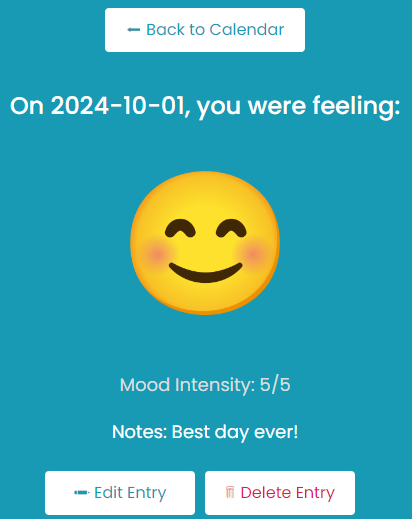 ← Back to Calendar
On 2024-10-01, you were feeling:
Mood Intensity: 5/5
Notes: Best day ever!
Edit Entry
Delete Entry